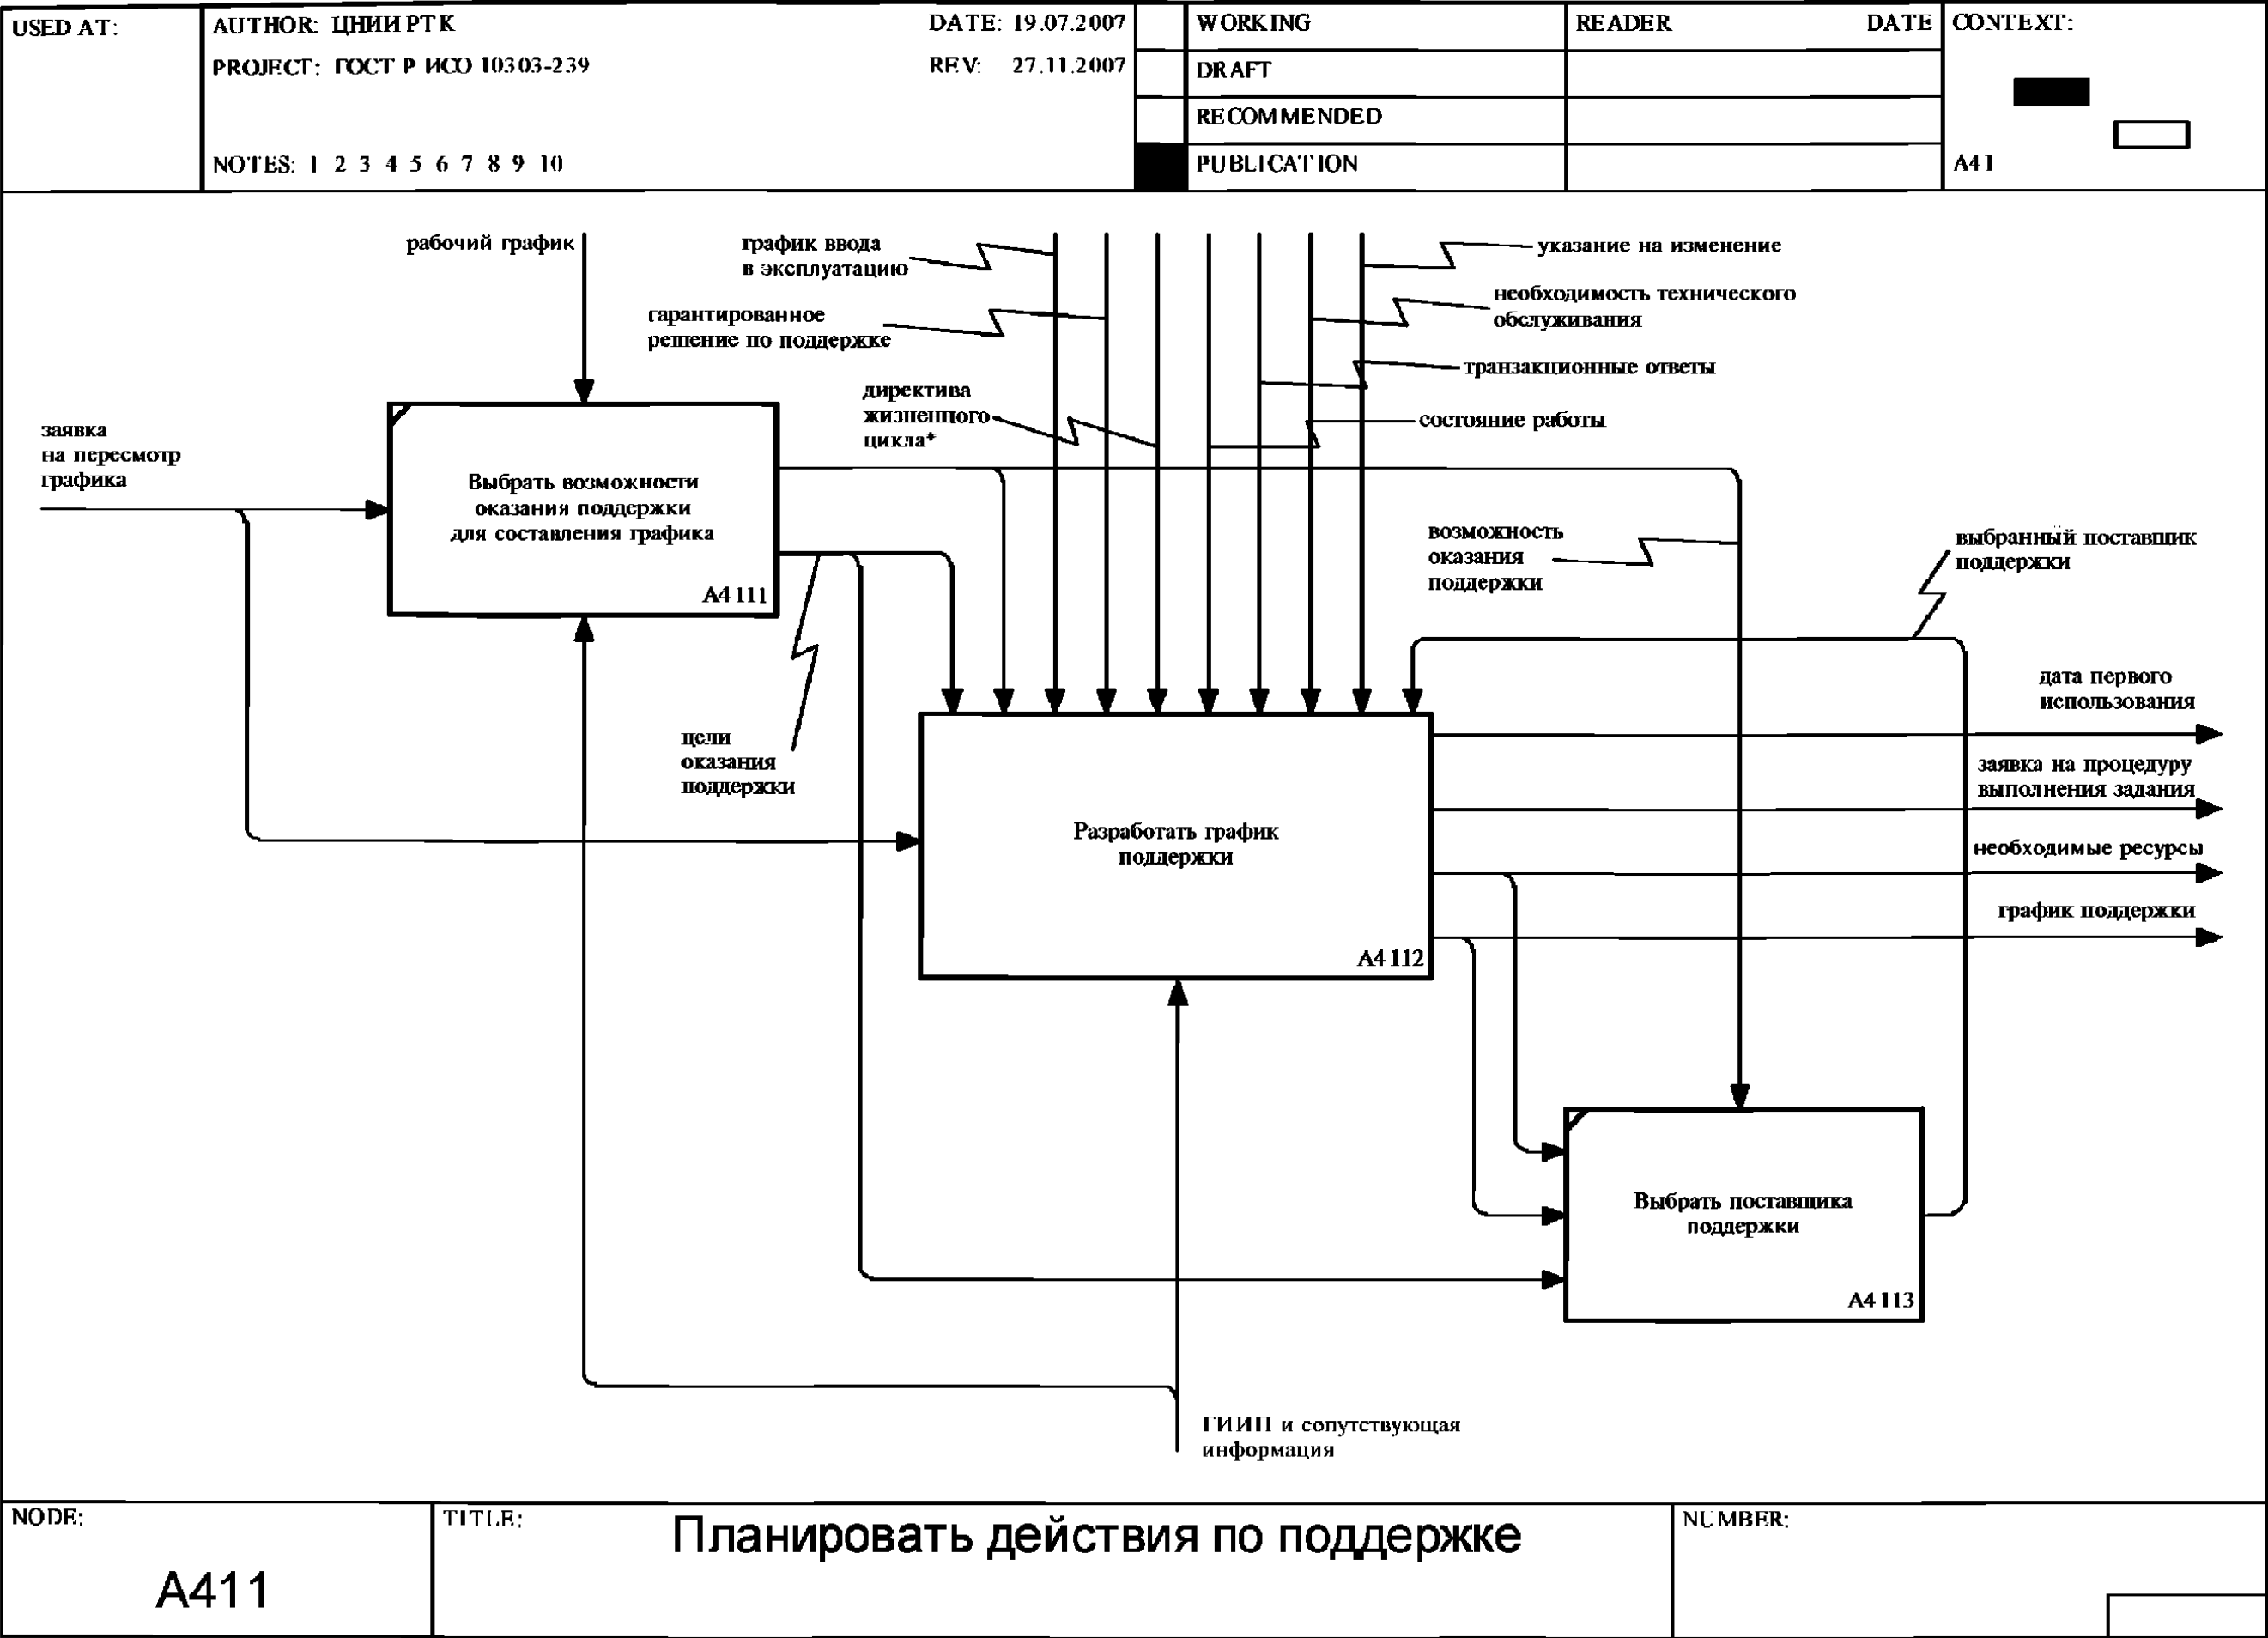 USED AT:
AUTHOR: ЦНИИ РТК
DATE: 19.07.2007
PROJECT: ГОСТ Р ИСО 10303-239
REV: 27.11.2007
NOTES: 1 2 3 4 5 6 7 8 9 10
WORKING
DRAFT
RECOMMENDED
PUBLICATION
READER DATE
CONTEXT:
A41
рабочий график
график ввода
в эксплуатацию
гарантированное
решение по поддержке
директива
жизненного
цикла*
указание на изменение
необходимость технического
обслуживания
транзакционные ответы
состояние работы
заявка
на пересмотр
графика
Выбрать возможности
оказания поддержки
для составления графика
A4111
возможность
оказания
поддержки
выбранный поставщик
поддержки
цели
оказания
поддержки
дата первого
использования
заявка на процедуру
выполнения задания
необходимые ресурсы
график поддержки
Разработать график
поддержки
A4112
Выбрать поставщика
поддержки
A4113
ГИИП и сопутствующая
информация
NODE:
A411
TITLE:
Планировать действия по поддержке
NUMBER: